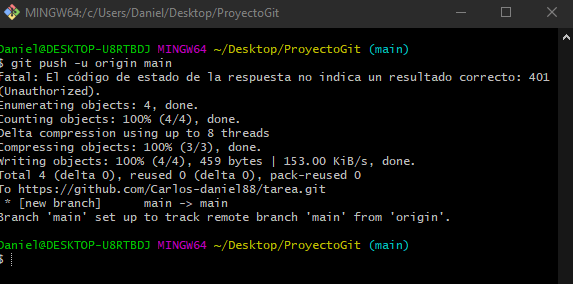 MINGW64:/c/Users/Daniel/Desktop/ProyectoGit
Daniel@DESKTOP-U8RTBDJ MINGW64 ~/Desktop/ProyectoGit (main)
$ git push -u origin main
fatal: El código de estado de la respuesta no indica un resultado correcto: 401
(Unauthorized).
Enumerating objects: 4, done.
Counting objects: 100% (4/4), done.
Delta compression using up to 8 threads
Compressing objects: 100% (3/3), done.
Writing objects: 100% (4/4), 459 bytes | 153.00 KiB/s, done.
Total 4 (delta 0), reused 0 (delta 0), pack-reused 0
To https://github.com/Carlos-daniel88/tarea.git
 * [new branch]      main -> main
Branch 'main' set up to track remote branch 'main' from 'origin'.
Daniel@DESKTOP-U8RTBDJ MINGW64 ~/Desktop/ProyectoGit (main)
$